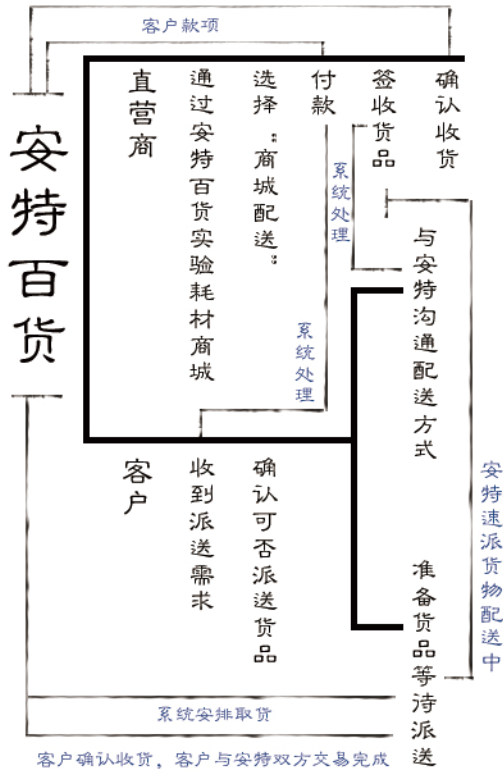 客户款项
安特百货
直营商
通过安特百货实验耗材商城
选择“商城配送”
付款
签收货品
确认收货
系统处理
系统处理
与安特沟通配送方式
客户
收到派送需求
确认可否派送货品
准备货品等待派送
安特速派货物配送中
系统安排取货
客户确认收货，客户与安特双方交易完成